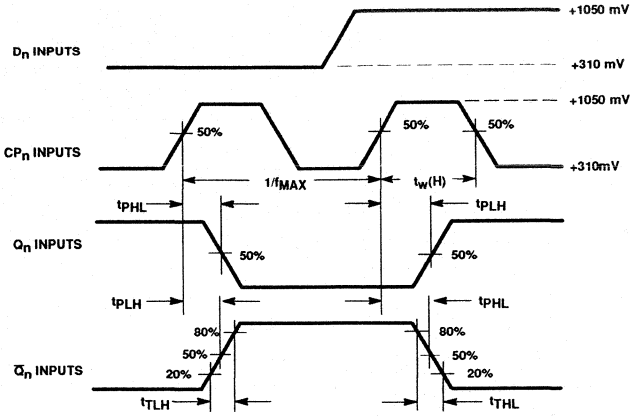 +1050 mV
Dn INPUTS
+310 mV
+1050 mV
50%
50%
50%
CPn INPUTS
+310mV
1/fMAX
tw(H)
tPHL
tPLH
Qn INPUTS
50%
50%
tPLH
tPHL
80%
80%
50%
50%
Q̅n INPUTS
20%
20%
tTLH
tTHL